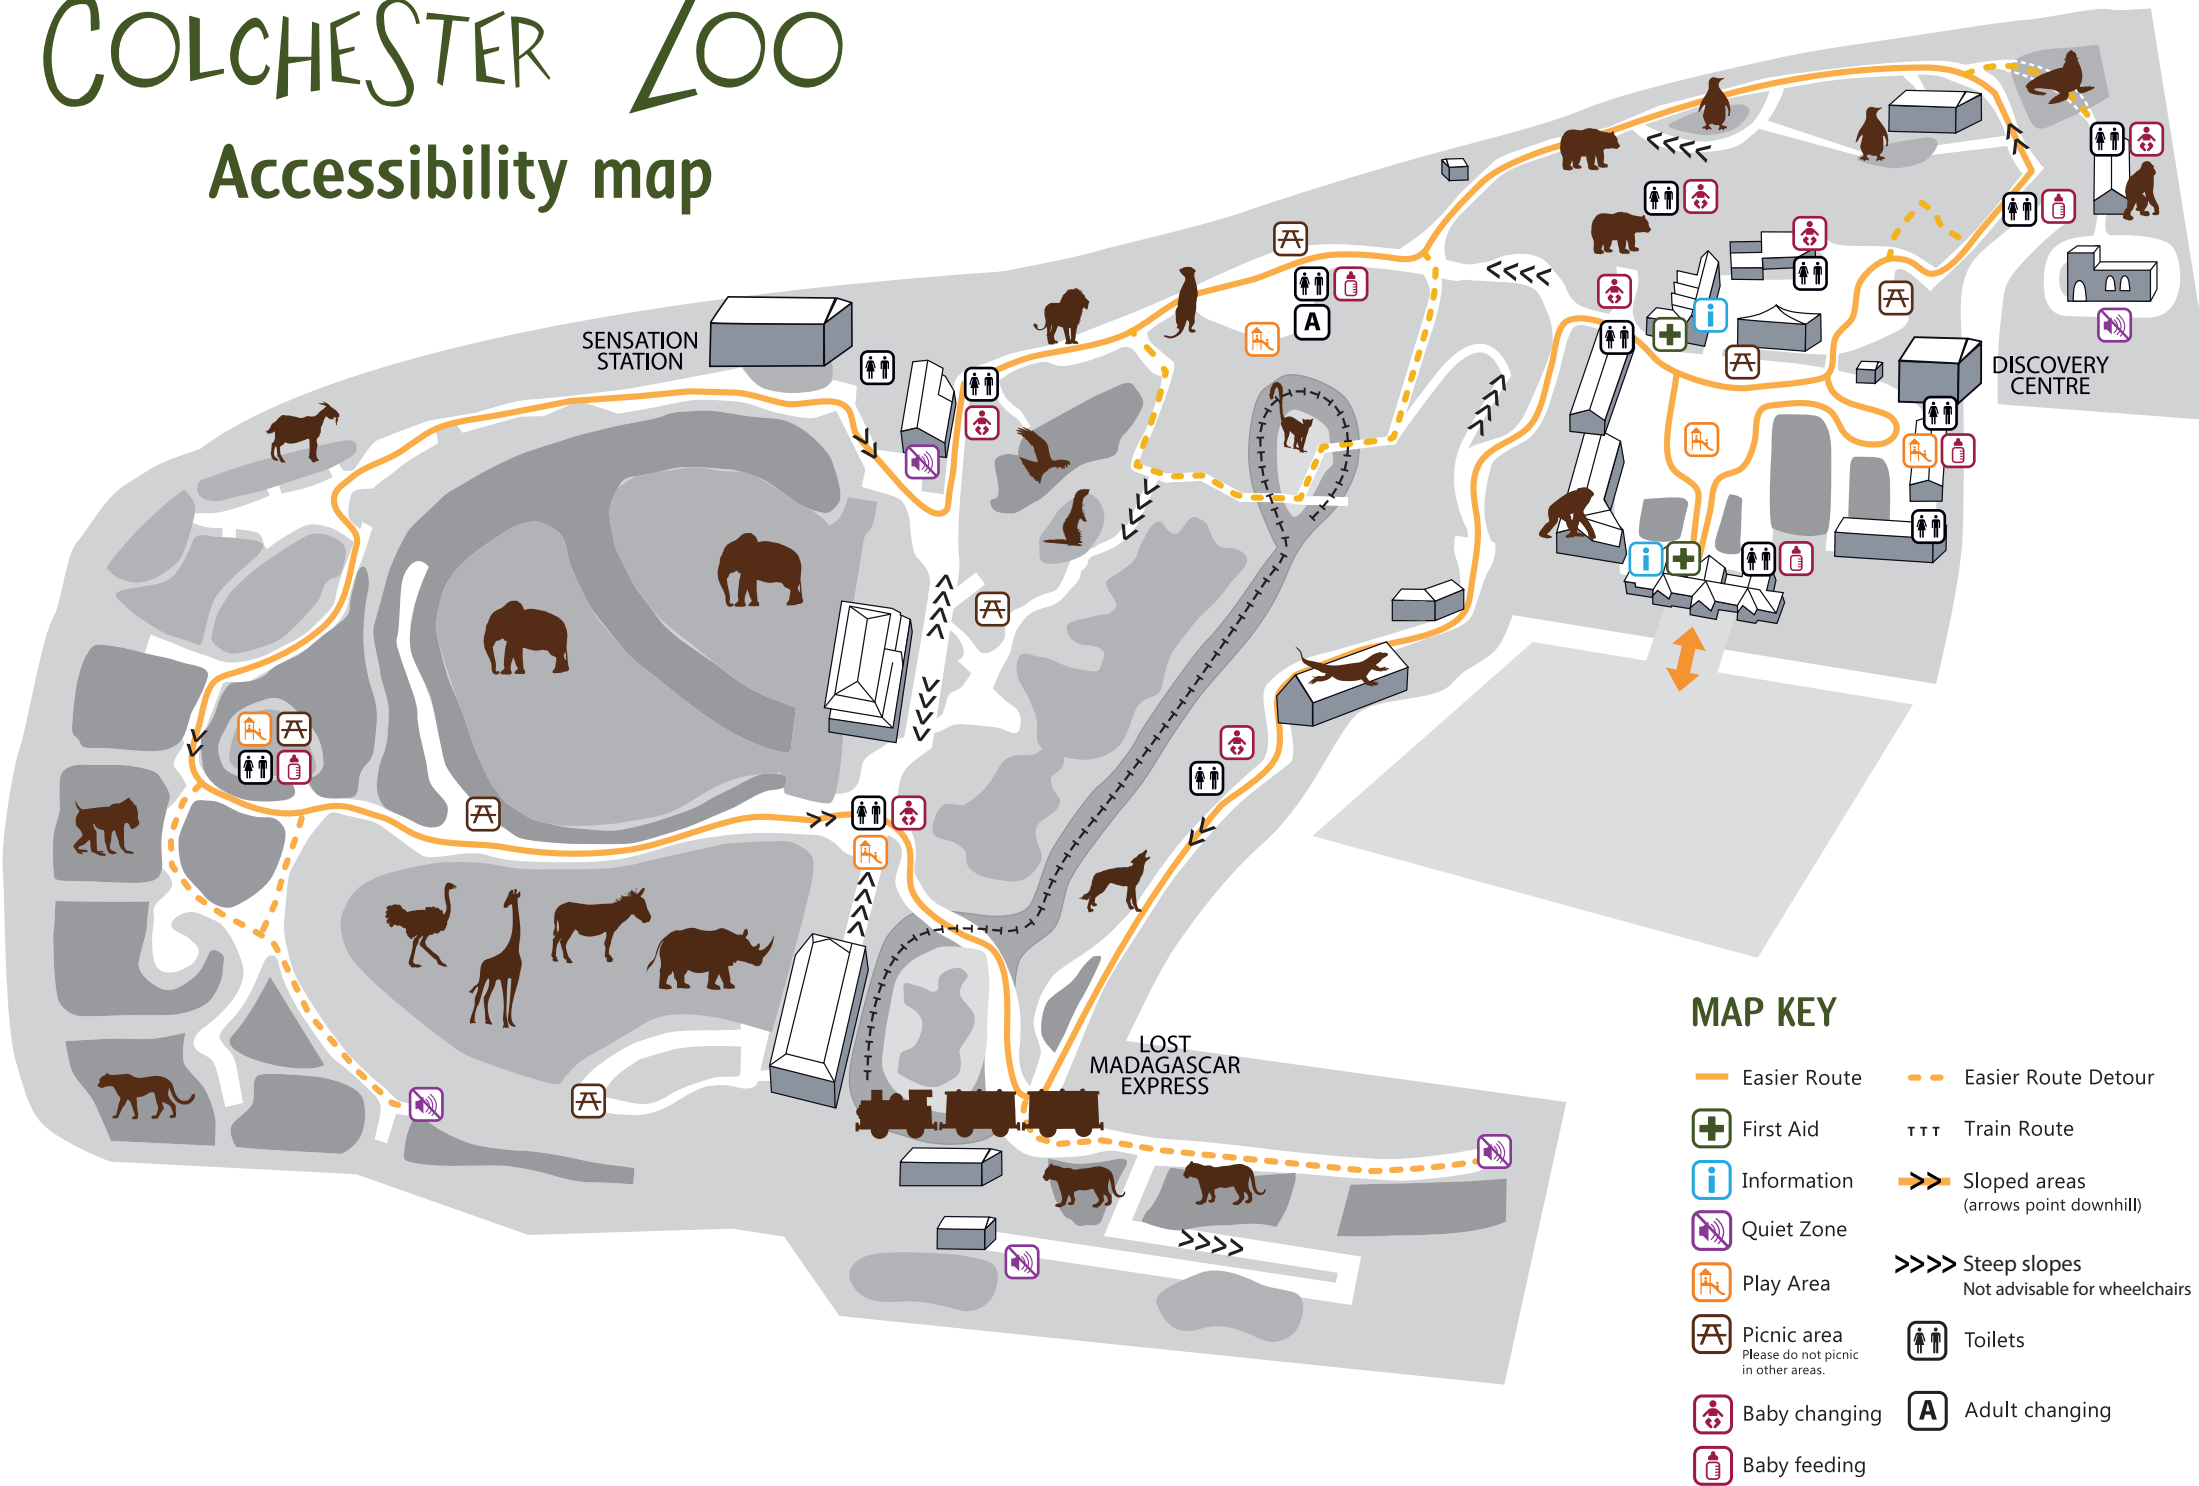 COLCHESTER ZOO
Accessibility map
SENSATION
STATION
DISCOVERY
CENTRE
A
i
i
LOST
MADAGASCAR
EXPRESS
MAP KEY
Easier Route
Easier Route Detour
First Aid
TTT Train Route
i Information
Sloped areas
(arrows point downhill)
Quiet Zone
Steep slopes
Not advisable for wheelchairs
Play Area
Picnic area
Please do not picnic
in other areas.
Toilets
Baby changing
A Adult changing
Baby feeding